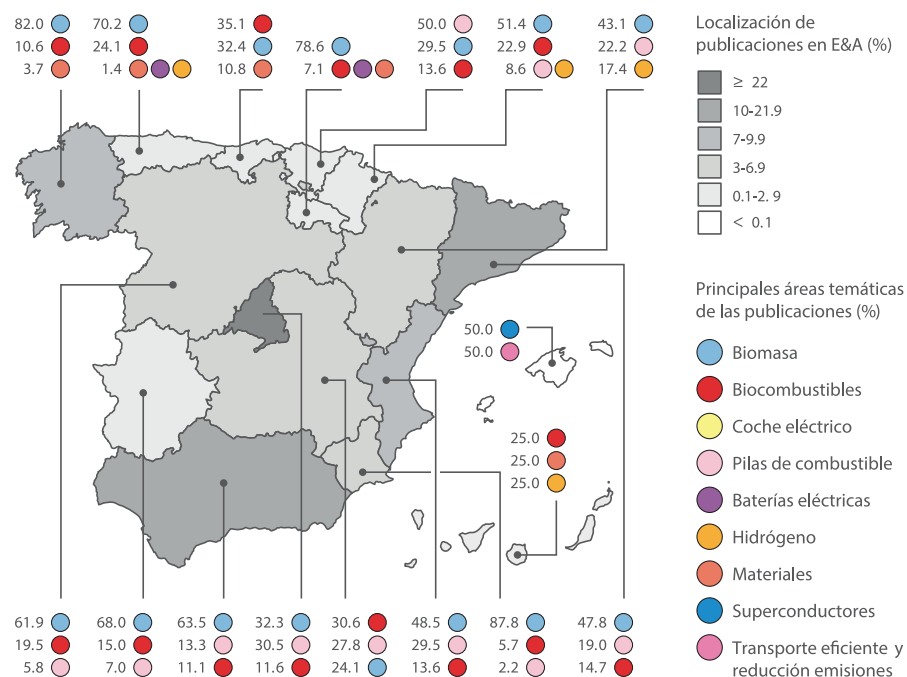 82.0 70.2 35.1 50.0 51.4 43.1
10.6 24.1 32.4 78.6 29.5 22.9 22.2
3.7 1.4 10.8 7.1 13.6 8.6 17.4
Localización de
publicaciones en E&A (%)
≥ 22
10-21.9
7-9.9
3-6.9
0.1-2. 9
< 0.1
50.0
50.0
25.0
25.0
25.0
Principales áreas temáticas
de las publicaciones (%)
Biomasa
Biocombustibles
Coche eléctrico
Pilas de combustible
Baterías eléctricas
Hidrógeno
Materiales
Superconductores
Transporte eficiente y
reducción emisiones
61.9 68.0 63.5 32.3 30.6 48.5 87.8 47.8
19.5 15.0 13.3 30.5 27.8 29.5 5.7 19.0
5.8 7.0 11.1 11.6 24.1 13.6 2.2 14.7